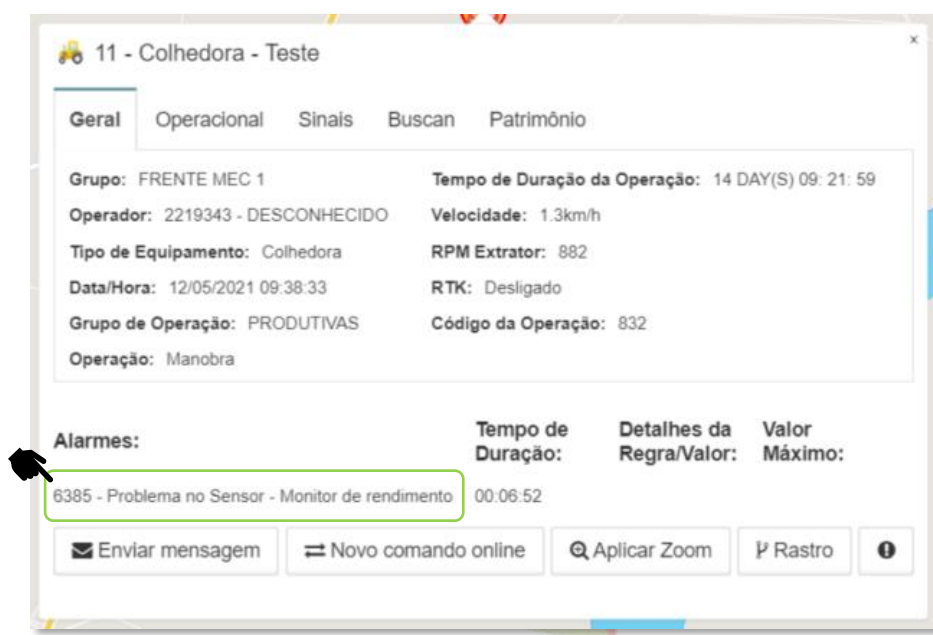 11 - Colhedora - Teste
×
Geral Operacional Sinais Buscan Patrimônio
Grupo: FRENTE MEC 1 Tempo de Duração da Operação: 14 DAY(S) 09: 21: 59
Operador: 2219343 - DESCONHECIDO Velocidade: 1.3km/h
Tipo de Equipamento: Colhedora RPM Extrator: 882
Data/Hora: 12/05/2021 09:38:33 RTK: Desligado
Grupo de Operação: PRODUTIVAS Código da Operação: 832
Operação: Manobra
Alarmes: Tempo de Duração: Detalhes da Regra/Valor: Valor Máximo:
6385 - Problema no Sensor - Monitor de rendimento 00:06:52
Enviar mensagem Novo comando online Aplicar Zoom Rastro